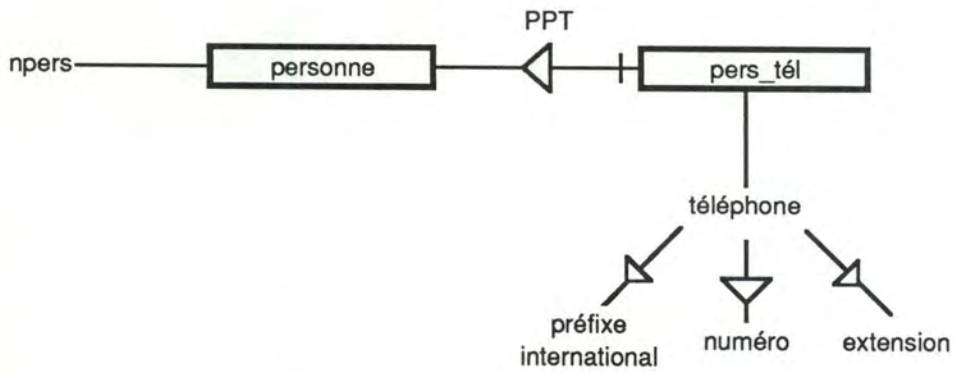 PPT
npers
personne
pers_tél
téléphone
préfixe
international
numéro
extension